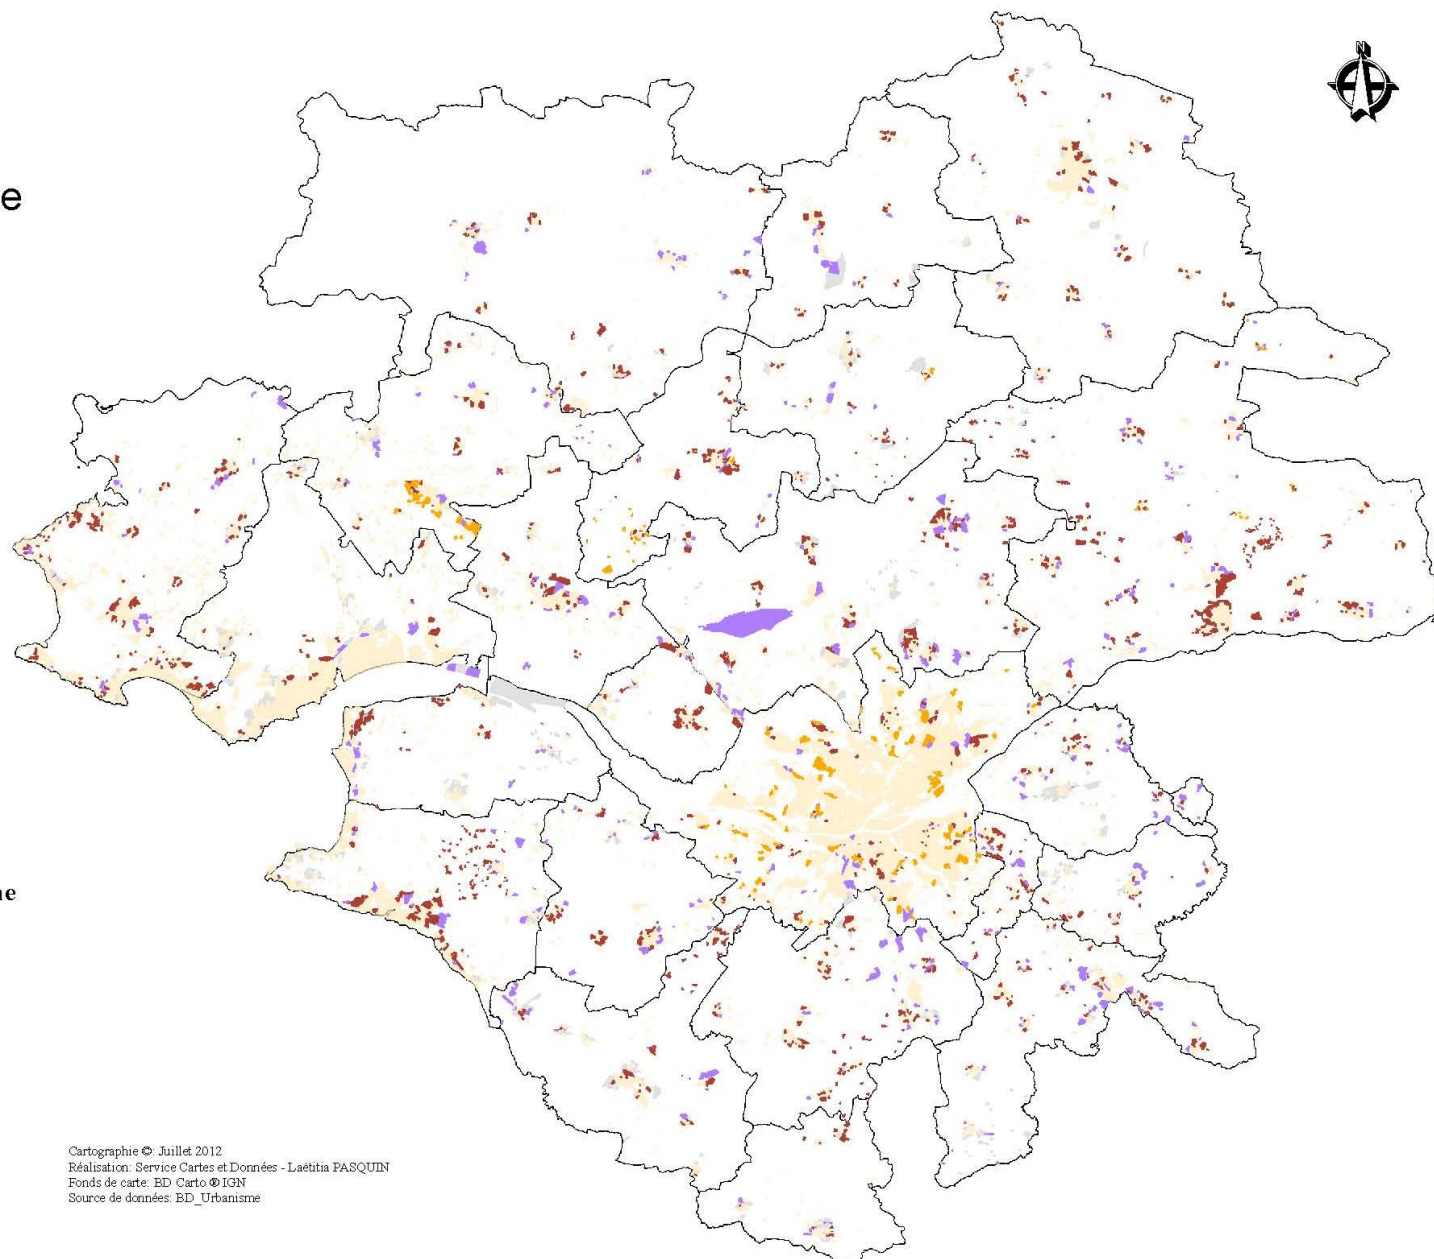 N
e
ne
Cartographie ©: Juillet 2012
Réalisation: Service Cartes et Données - Laëtitia PASQUIN
Fonds de carte: BD Carto ® IGN
Source de données: BD_Urbanisme